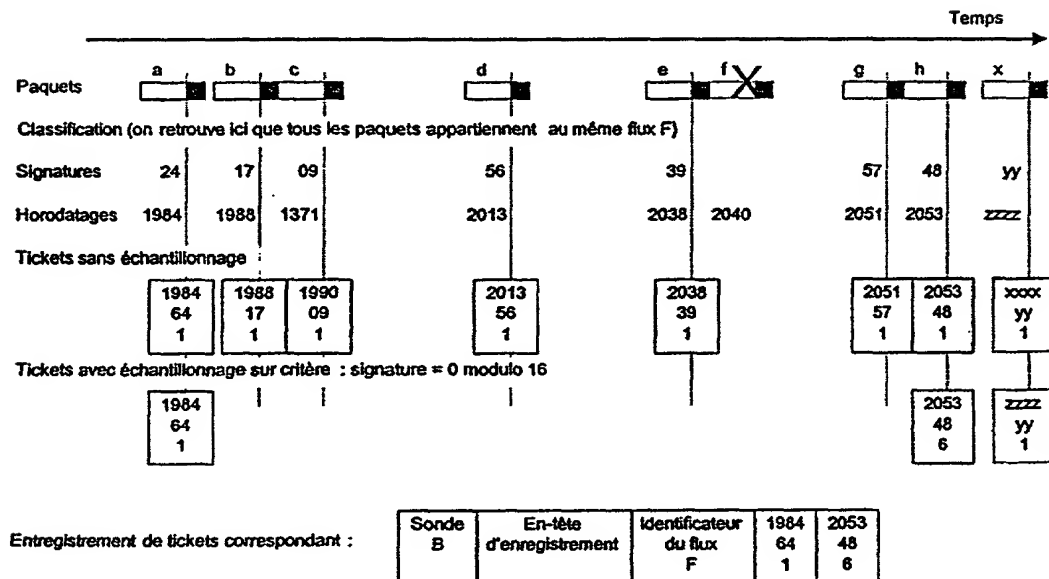 Temps
a b c d e f g h x
Paquets
Classification (on retrouve ici que tous les paquets appartiennent au même flux F)
Signatures 24 17 09 56 39 57 48 yy
Horodatages 1984 1988 1371 2013 2038 2040 2051 2053 zzzz
Tickets sans échantillonnage
1984 1988 1990 2013 2038 2051 2053 xxxx
64 17 09 56 39 57 48 yy
1 1 1 1 1 1 1 1
Tickets avec échantillonnage sur critère : signature = 0 modulo 16
1984 2053 zzzz
64 48 yy
1 6 1
Sonde En-tête Identificateur 1984 2053
Entregistrement de tickets correspondant : B d'enregistrement du flux 64 48
F 1 6